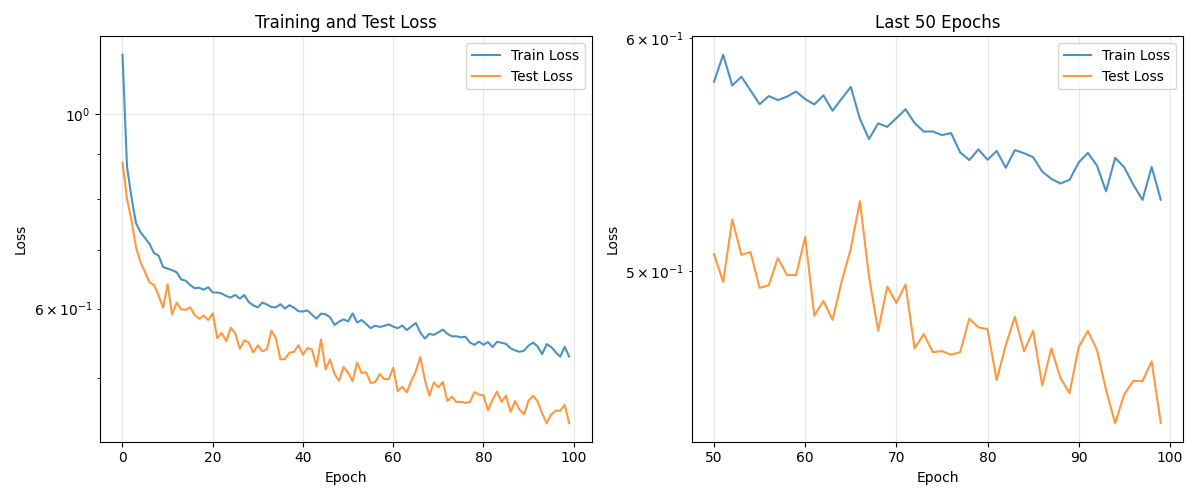 Training and Test Loss
Train Loss
Test Loss
10⁰
6 × 10⁻¹
Loss
0 20 40 60 80 100
Epoch
Last 50 Epochs
Train Loss
Test Loss
6 × 10⁻¹
5 × 10⁻¹
Loss
50 60 70 80 90 100
Epoch